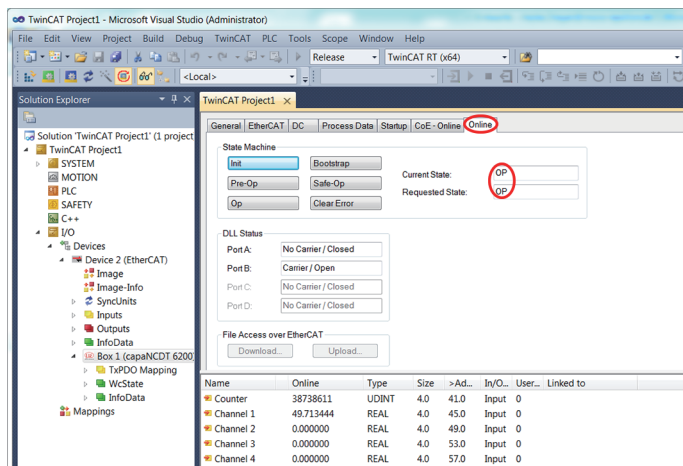 TwinCAT Project1 - Microsoft Visual Studio (Administrator)
File Edit View Project Build Debug TwinCAT PLC Tools Scope Window Help
Release TwinCAT RT (x64)
<Local>
Solution Explorer
TwinCAT Project1
Solution 'TwinCAT Project1' (1 project
TwinCAT Project1
SYSTEM
MOTION
PLC
SAFETY
C++
I/O
Devices
Device 2 (EtherCAT)
Image
Image-Info
SyncUnits
Inputs
Outputs
InfoData
Box 1 (capaNCDT 6200)
TxPDO Mapping
WcState
InfoData
Mappings
General EtherCAT DC Process Data Startup CoE - Online Online
State Machine
Init Bootstrap
Pre-Op Safe-Op
Op Clear Error
Current State: OP
Requested State: OP
DLL Status
Port A: No Carrier / Closed
Port B: Carrier / Open
Port C: No Carrier / Closed
Port D: No Carrier / Closed
File Access over EtherCAT
Download... Upload...
Name Online Type Size >Ad... In/O... User... Linked to
Counter 38738611 UDINT 4.0 41.0 Input 0
Channel 1 49.713444 REAL 4.0 45.0 Input 0
Channel 2 0.000000 REAL 4.0 49.0 Input 0
Channel 3 0.000000 REAL 4.0 53.0 Input 0
Channel 4 0.000000 REAL 4.0 57.0 Input 0